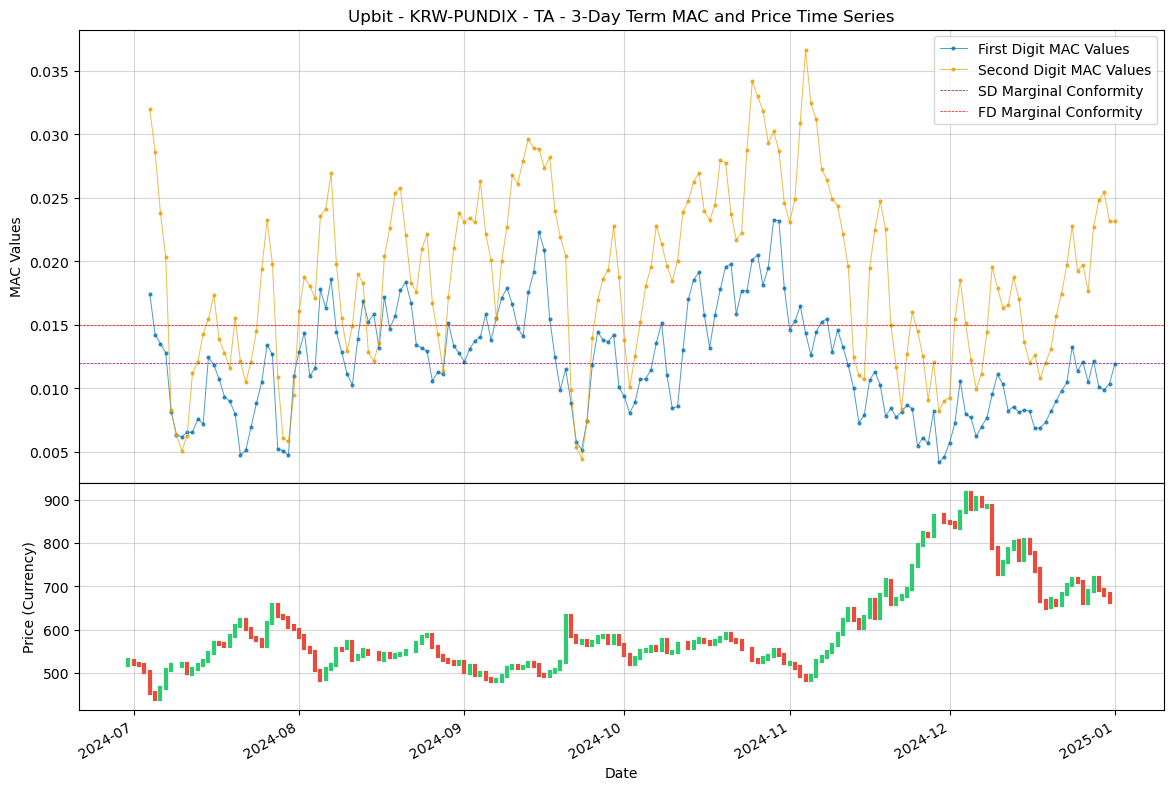 Upbit - KRW-PUNDIX - TA - 3-Day Term MAC and Price Time Series
First Digit MAC Values
Second Digit MAC Values
SD Marginal Conformity
FD Marginal Conformity
MAC Values
0.035
0.030
0.025
0.020
0.015
0.010
0.005
Price (Currency)
900
800
700
600
500
2024-07
2024-08
2024-09
2024-10
2024-11
2024-12
2025-01
Date